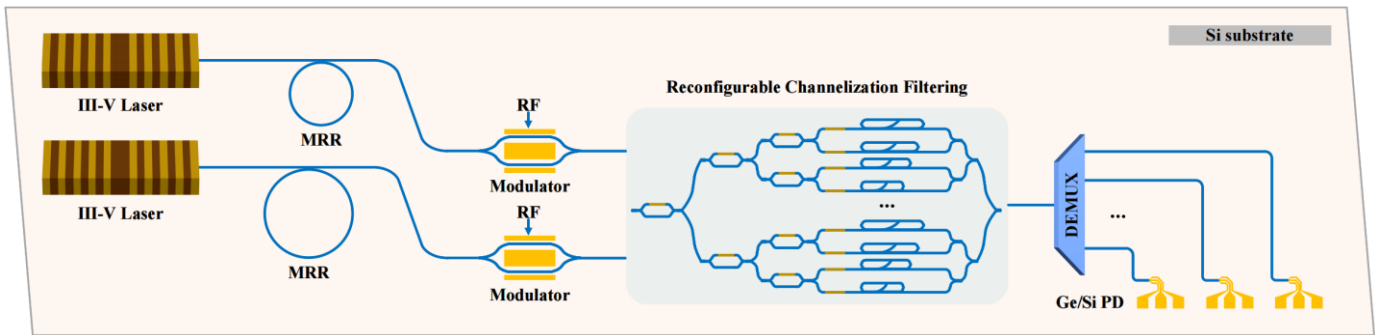 Si substrate
III-V Laser
MRR
RF
Modulator
Reconfigurable Channelization Filtering
...
III-V Laser
MRR
RF
Modulator
DEMUX
...
Ge/Si PD